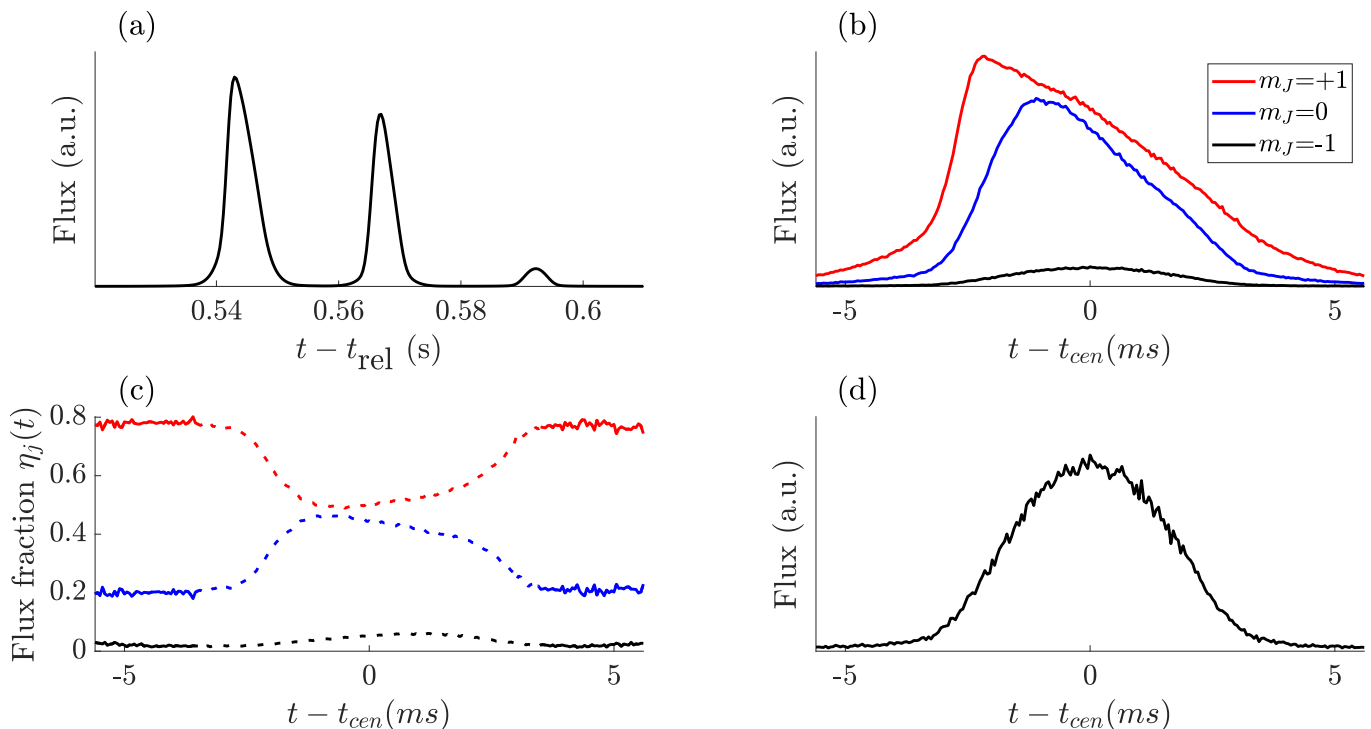 (a)
Flux (a.u.)
0.54 0.56 0.58 0.6
t − t_rel (s)
(b)
Flux (a.u.)
m_J=+1
m_J=0
m_J=-1
-5 0 5
t − t_cen(ms)
(c)
Flux fraction η_j(t)
0.8
0.6
0.4
0.2
0
-5 0 5
t − t_cen(ms)
(d)
Flux (a.u.)
-5 0 5
t − t_cen(ms)